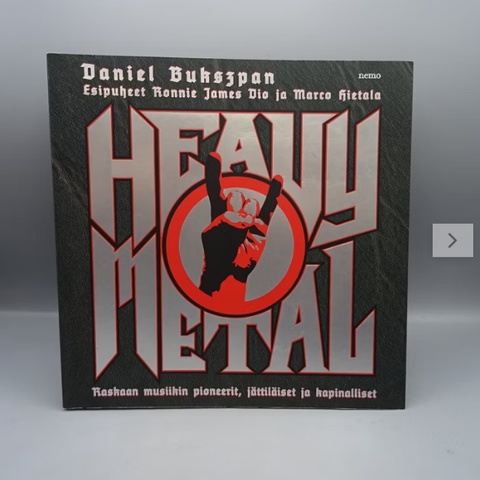 Daniel Bukszpan
nemo
Esipuheet Ronnie James Dio ja Marco Hietala
HEAVY
METAL
Raskaan musiikin pioneerit, jättiläiset ja kapinalliset